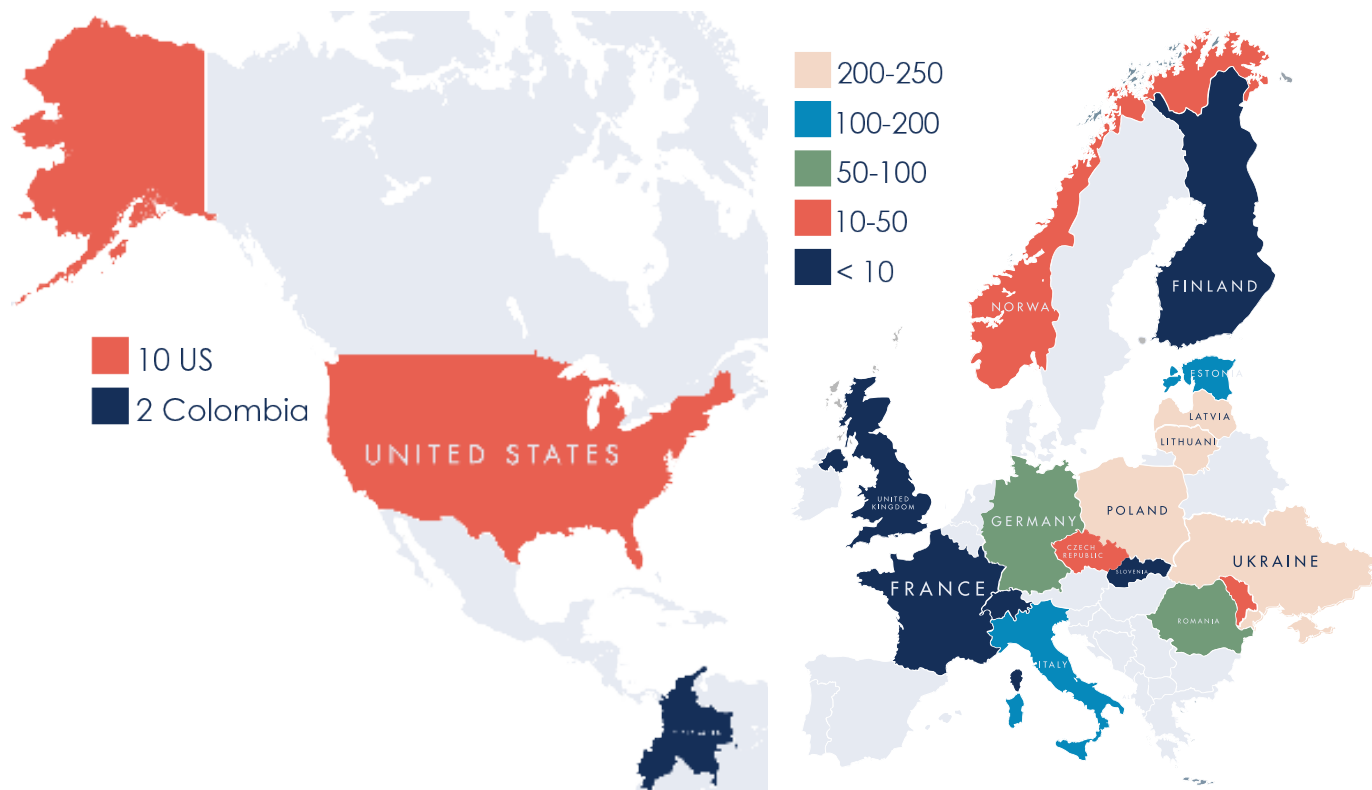 10 US
2 Colombia
UNITED STATES
200-250
100-200
50-100
10-50
< 10
NORWA
FINLAND
ESTONIA
LATVIA
LITHUANI
UNITED
KINGDOM
GERMANY
POLAND
CZECH
REPUBLIC
SLOVENIA
UKRAINE
FRANCE
ROMANIA
ITALY